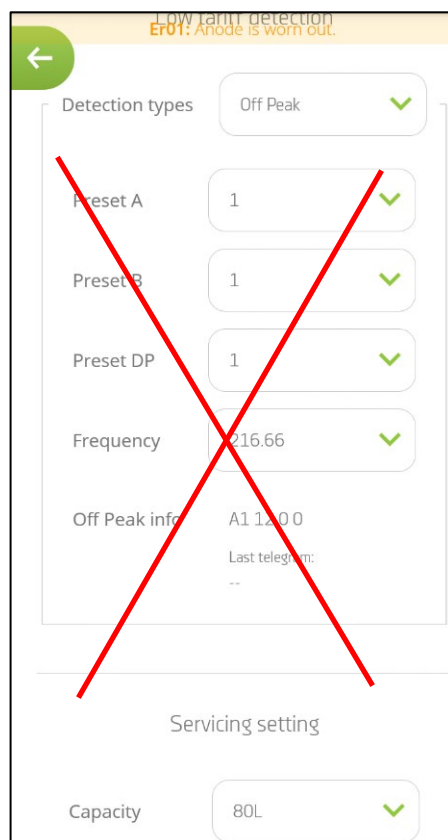 Low tariff detection
Er01: Anode is worn out.
Detection types Off Peak
Preset A 1
Preset B 1
Preset DP 1
Frequency 216.66
Off Peak info A1 12 0 0
Last telegram:
--
Servicing setting
Capacity 80L